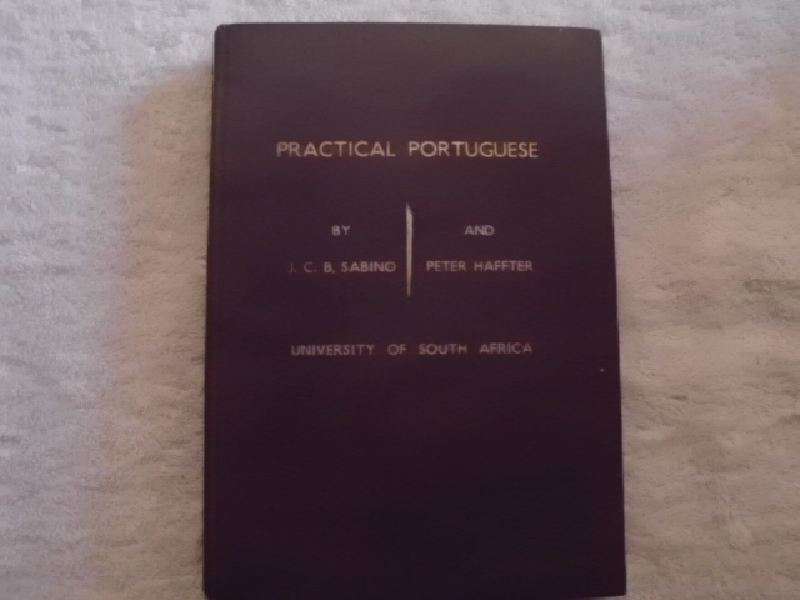 PRACTICAL PORTUGUESE
BY AND
J. C. B. SABINO PETER HAFFTER
UNIVERSITY OF SOUTH AFRICA